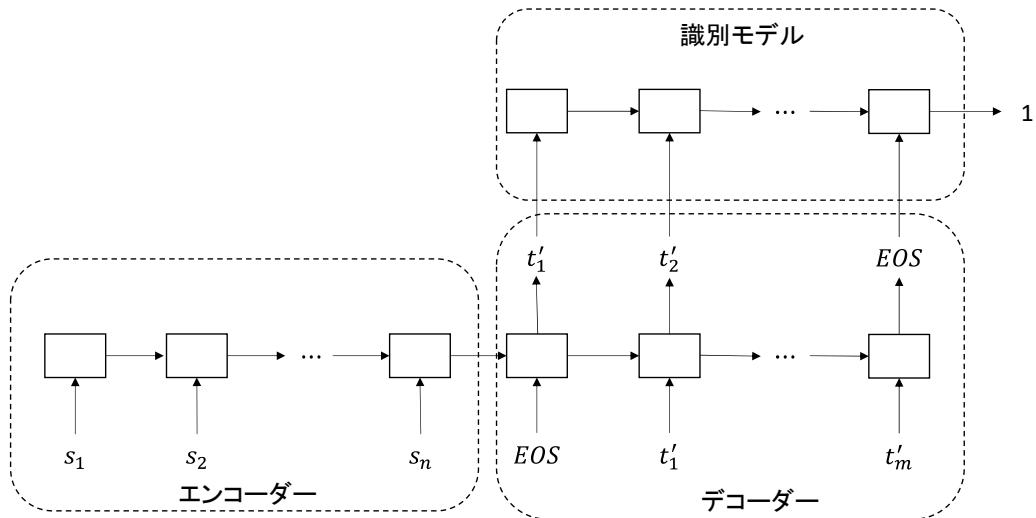 識別モデル
... 1
t'₁ t'₂ EOS
... ...
s₁ s₂ sₙ EOS t'₁ t'ₘ
エンコーダー デコーダー